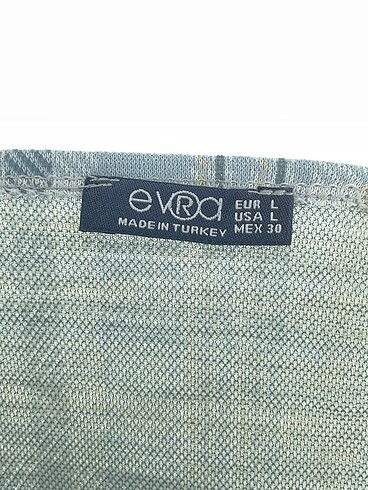 evra
MADE IN TURKEY
EUR L
USA L
MEX 30